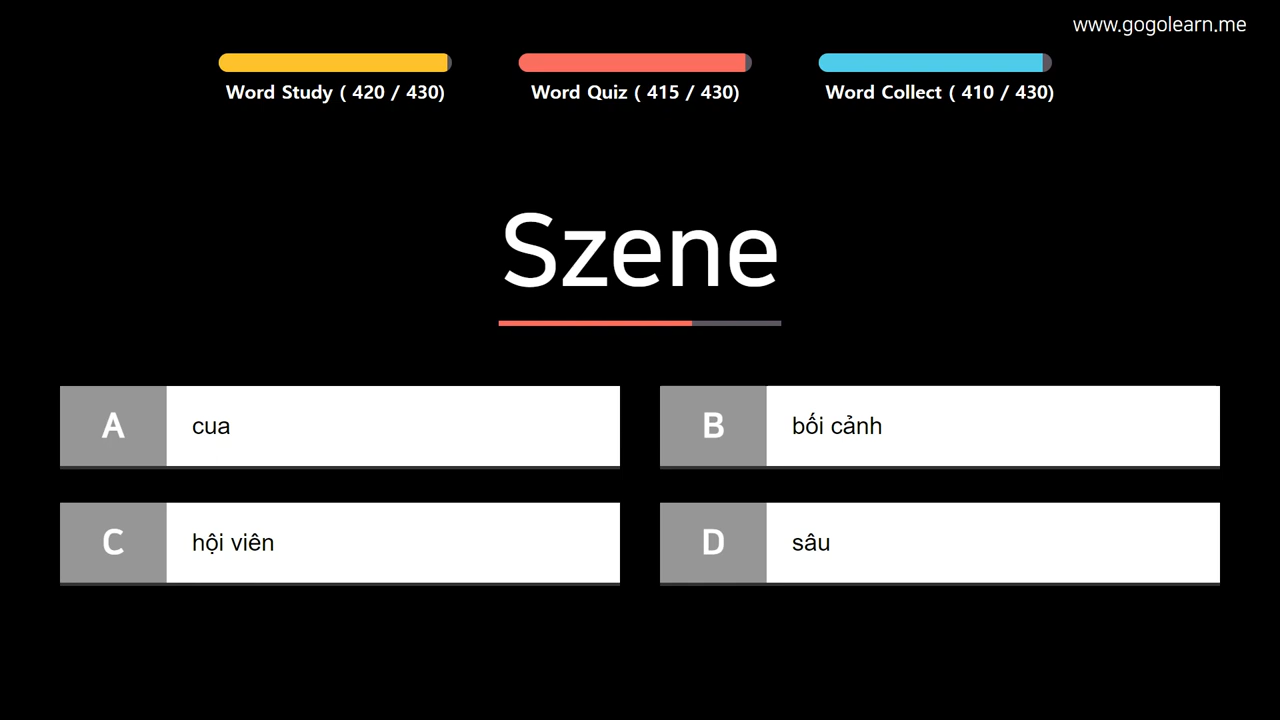 www.gogolearn.me
Word Study ( 420 / 430)
Word Quiz ( 415 / 430)
Word Collect ( 410 / 430)
Szene
A
cua
B
bối cảnh
C
hội viên
D
sâu